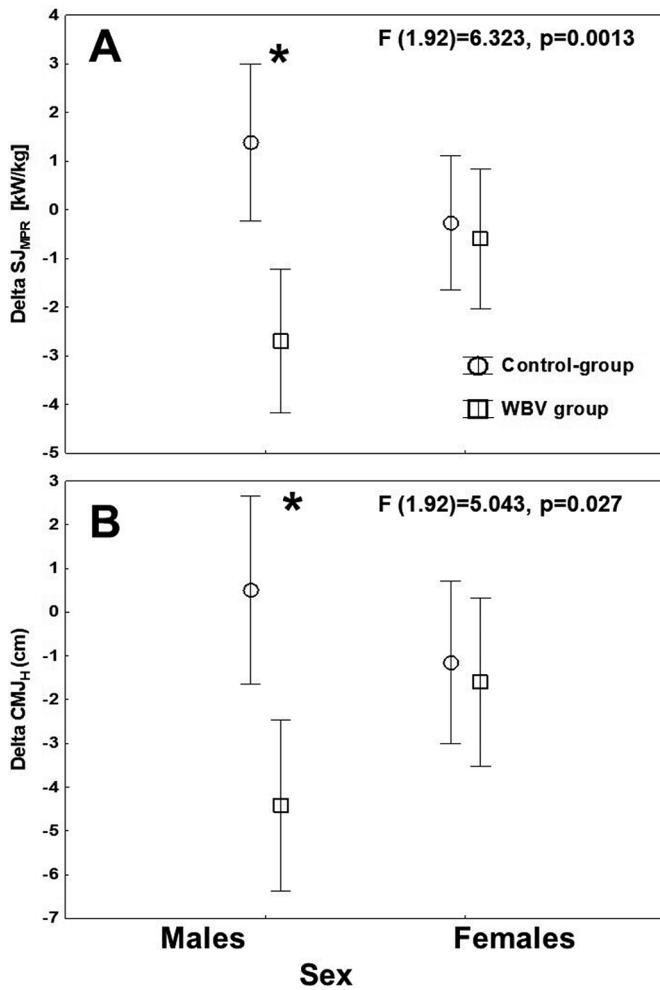 A
F (1.92)=6.323, p=0.0013
*
4
3
2
1
0
-1
-2
-3
-4
-5
Delta SJMPR [kW/kg]
Control-group
WBV group
B
F (1.92)=5.043, p=0.027
*
3
2
1
0
-1
-2
-3
-4
-5
-6
-7
Delta CMJH (cm)
Males Females
Sex